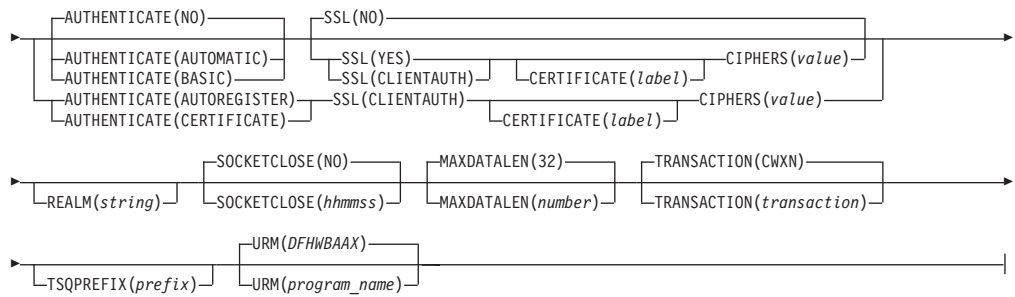 AUTHENTICATE(NO) SSL(NO)
AUTHENTICATE(AUTOMATIC) SSL(YES) CIPHERS(value)
AUTHENTICATE(BASIC) SSL(CLIENTAUTH) CERTIFICATE(label)
AUTHENTICATE(AUTOREGISTER) SSL(CLIENTAUTH) CIPHERS(value)
AUTHENTICATE(CERTIFICATE) CERTIFICATE(label)
SOCKETCLOSE(NO) MAXDATALEN(32) TRANSACTION(CWXN)
REALM(string) SOCKETCLOSE(hhmmss) MAXDATALEN(number) TRANSACTION(transaction)
URM(DFHWBAAX)
TSQPREFIX(prefix) URM(program_name)